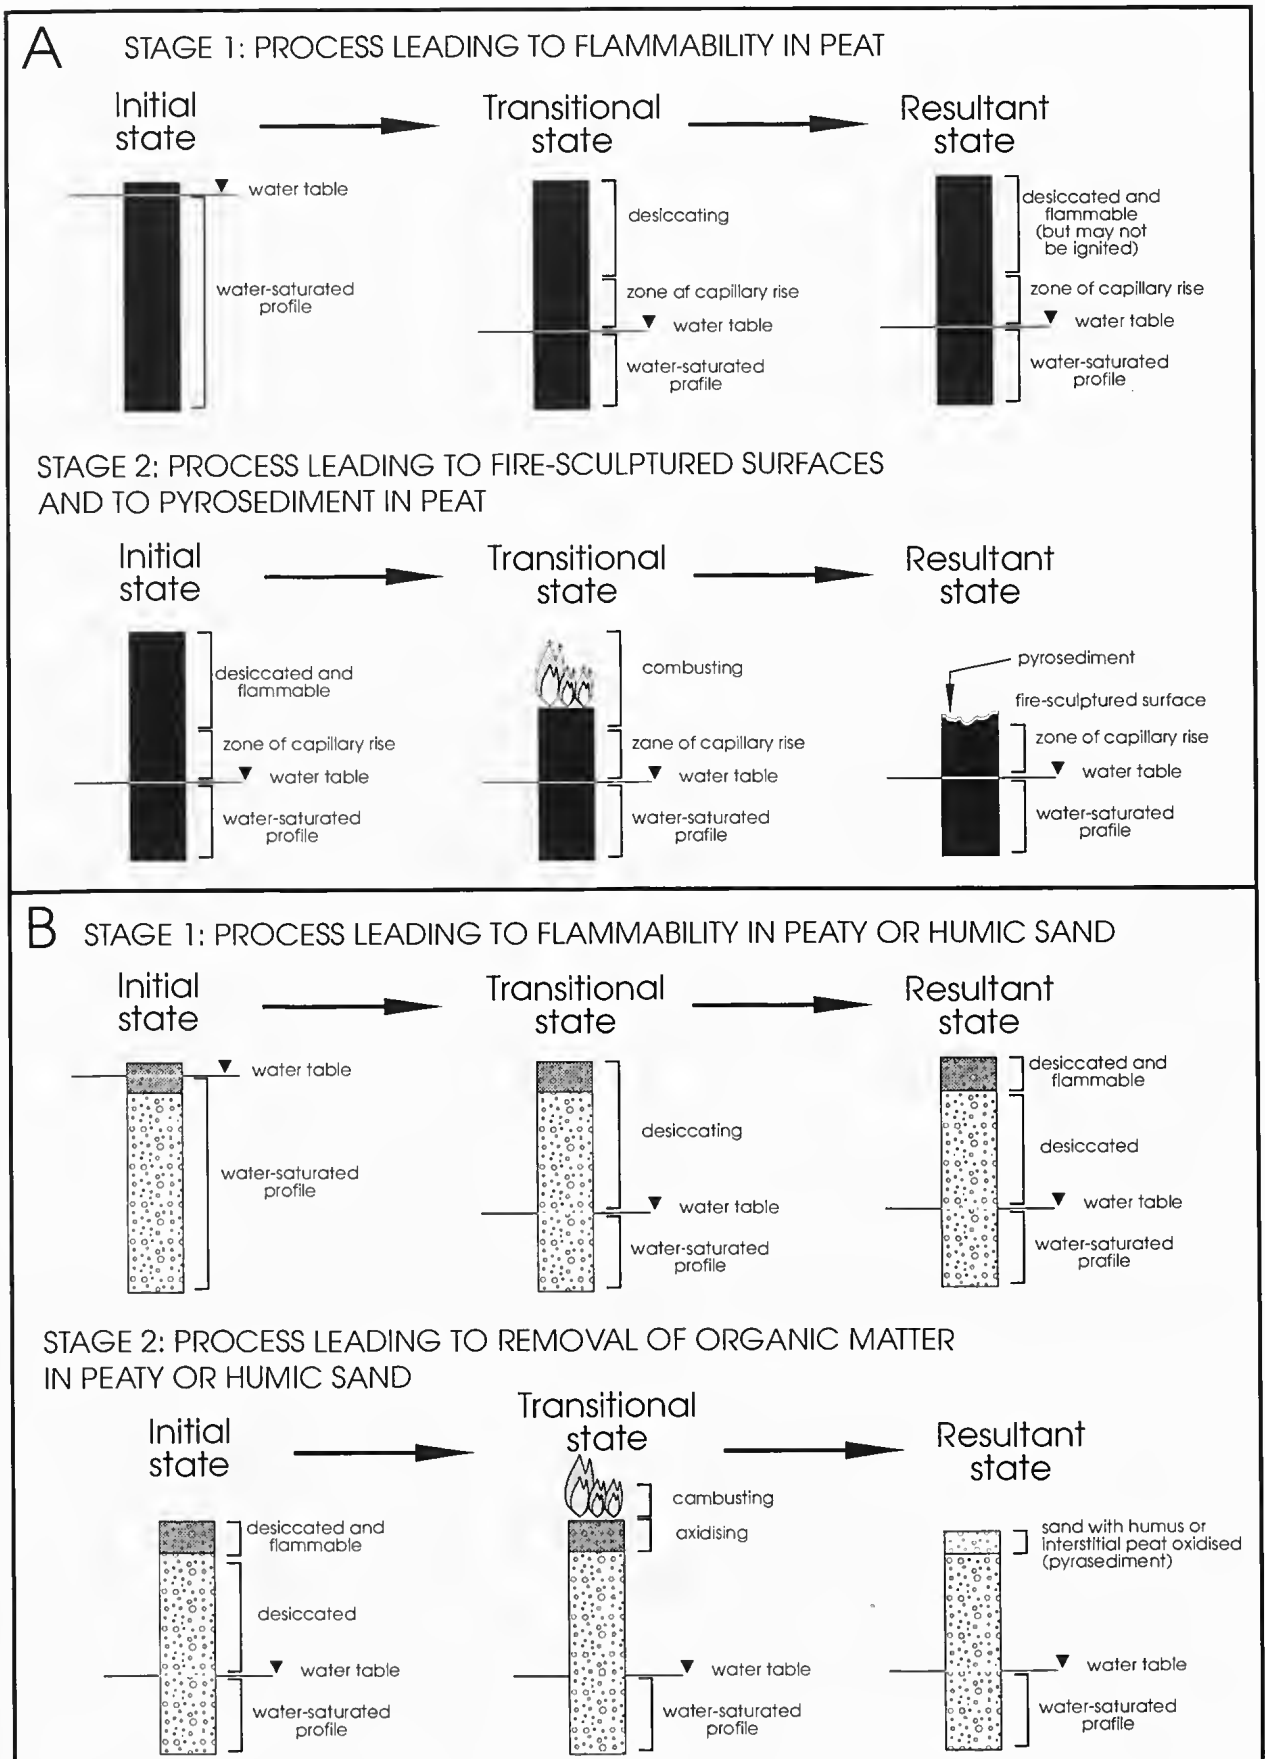 A
STAGE 1: PROCESS LEADING TO FLAMMABILITY IN PEAT
Initial
state
Transitional
state
Resultant
state
water table
water-saturated
profile
desiccating
zone af capillary rise
water table
water-saturated
prafile
desiccated and
flammable
(but may not
be ignited)
zone of capillary rise
water table
water-saturated
profile
STAGE 2: PROCESS LEADING TO FIRE-SCULPTURED SURFACES
AND TO PYROSEDIMENT IN PEAT
Initial
state
Transitional
state
Resultant
state
desiccated and
flammable
zone of capillary rise
water table
water-saturated
profile
combusting
zane of capillary rise
water table
water-saturated
prafile
pyrosediment
fire-sculptured surface
zone of capillary rise
water table
water-saturated
prafile
B
STAGE 1: PROCESS LEADING TO FLAMMABILITY IN PEATY OR HUMIC SAND
Initial
state
Transitional
state
Resultant
state
water table
water-saturated
profile
desiccating
water table
water-saturated
profile
desiccated and
flammable
desiccated
water table
water-saturated
prafile
STAGE 2: PROCESS LEADING TO REMOVAL OF ORGANIC MATTER
IN PEATY OR HUMIC SAND
Initial
state
Transitional
state
Resultant
state
desiccated and
flammable
desiccated
water table
water-saturated
profile
cambusting
axidising
water table
water-saturated
profile
sand with humus or
interstitial peat oxidised
(pyrasediment)
water table
water-saturated
prafile